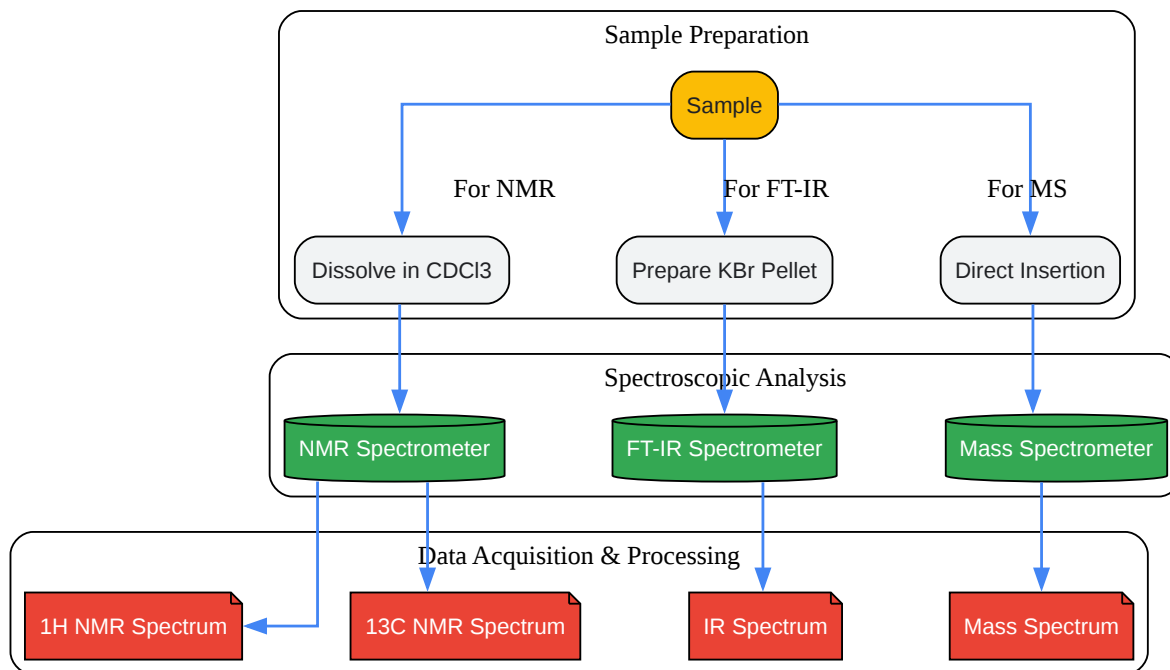 Sample Preparation
Sample
For NMR
For FT-IR
For MS
Dissolve in CDCl3
Prepare KBr Pellet
Direct Insertion
Spectroscopic Analysis
NMR Spectrometer
FT-IR Spectrometer
Mass Spectrometer
Data Acquisition & Processing
1H NMR Spectrum
13C NMR Spectrum
IR Spectrum
Mass Spectrum